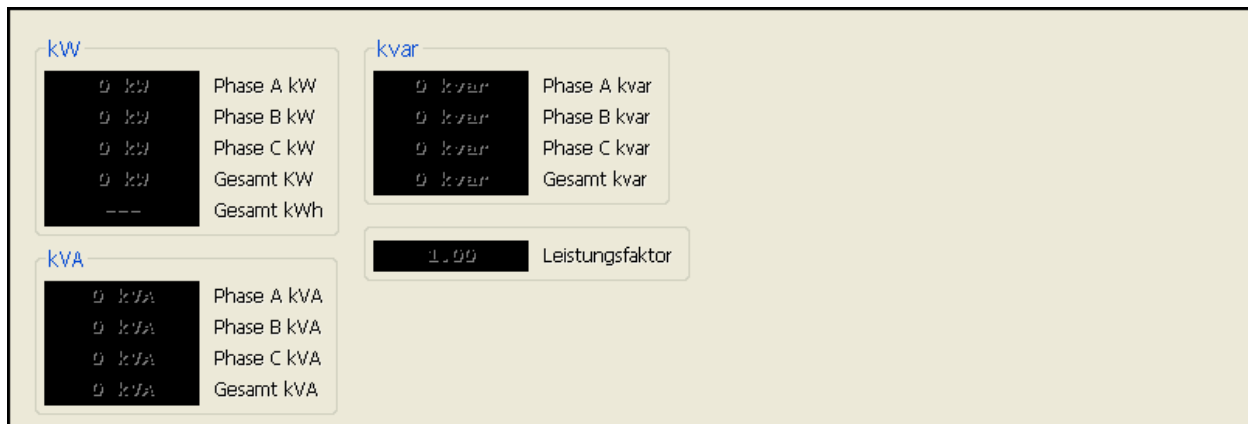 kW
0 kW Phase A kW
0 kW Phase B kW
0 kW Phase C kW
0 kW Gesamt KW
--- Gesamt kWh
kVA
0 kVA Phase A kVA
0 kVA Phase B kVA
0 kVA Phase C kVA
0 kVA Gesamt kVA
kvar
0 kvar Phase A kvar
0 kvar Phase B kvar
0 kvar Phase C kvar
0 kvar Gesamt kvar
1.00 Leistungsfaktor